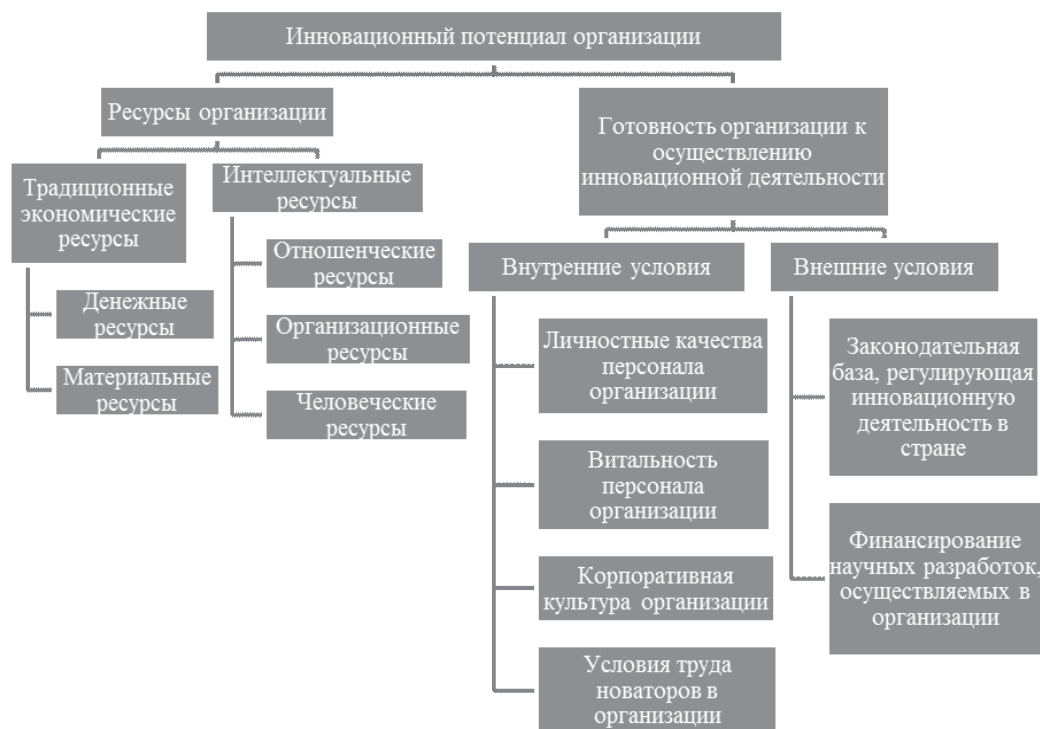 Инновационный потенциал организации
Ресурсы организации
Традиционные
экономические
ресурсы
Денежные
ресурсы
Материальные
ресурсы
Интеллектуальные
ресурсы
Отношенческие
ресурсы
Организационные
ресурсы
Человеческие
ресурсы
Готовность организации к
осуществлению
инновационной деятельности
Внутренние условия
Личностные качества
персонала
организации
Витальность
персонала
организации
Корпоративная
культура организации
Условия труда
новаторов в
организации
Внешние условия
Законодательная
база, регулирующая
инновационную
деятельность в
стране
Финансирование
научных разработок,
осуществляемых в
организации